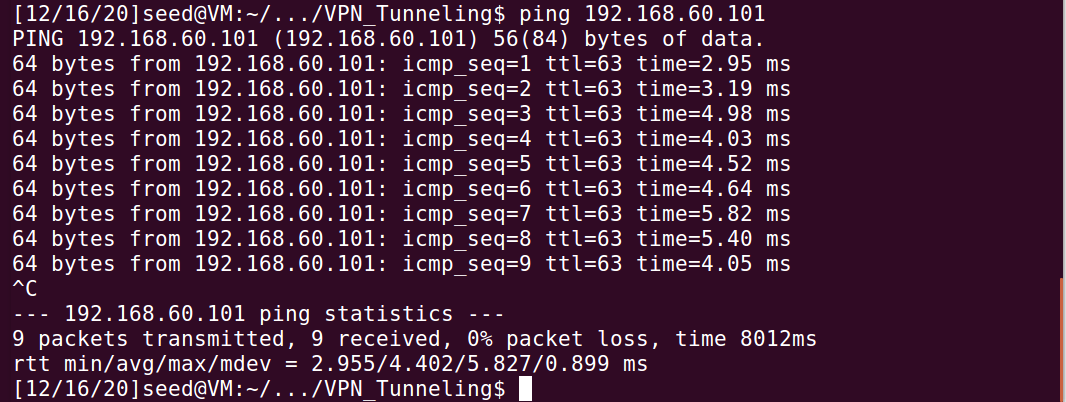 [12/16/20]seed@VM:~/.../VPN_Tunneling$ ping 192.168.60.101
PING 192.168.60.101 (192.168.60.101) 56(84) bytes of data.
64 bytes from 192.168.60.101: icmp_seq=1 ttl=63 time=2.95 ms
64 bytes from 192.168.60.101: icmp_seq=2 ttl=63 time=3.19 ms
64 bytes from 192.168.60.101: icmp_seq=3 ttl=63 time=4.98 ms
64 bytes from 192.168.60.101: icmp_seq=4 ttl=63 time=4.03 ms
64 bytes from 192.168.60.101: icmp_seq=5 ttl=63 time=4.52 ms
64 bytes from 192.168.60.101: icmp_seq=6 ttl=63 time=4.64 ms
64 bytes from 192.168.60.101: icmp_seq=7 ttl=63 time=5.82 ms
64 bytes from 192.168.60.101: icmp_seq=8 ttl=63 time=5.40 ms
64 bytes from 192.168.60.101: icmp_seq=9 ttl=63 time=4.05 ms
^C
--- 192.168.60.101 ping statistics ---
9 packets transmitted, 9 received, 0% packet loss, time 8012ms
rtt min/avg/max/mdev = 2.955/4.402/5.827/0.899 ms
[12/16/20]seed@VM:~/.../VPN_Tunneling$